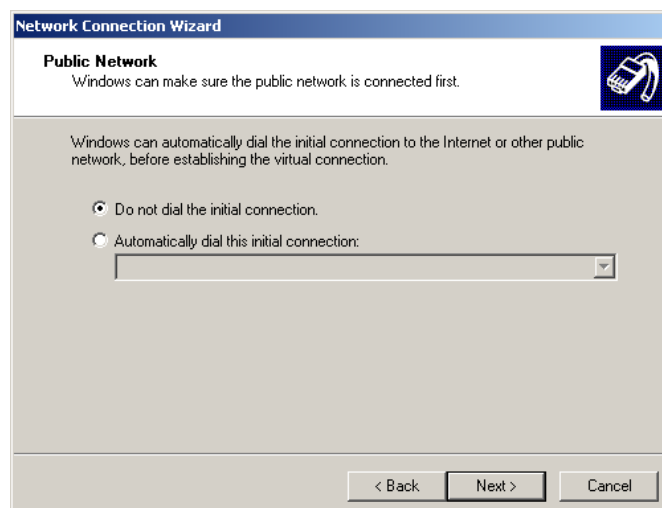 Network Connection Wizard
Public Network
Windows can make sure the public network is connected first.
Windows can automatically dial the initial connection to the Internet or other public
network, before establishing the virtual connection.
Do not dial the initial connection.
Automatically dial this initial connection:
< Back Next > Cancel